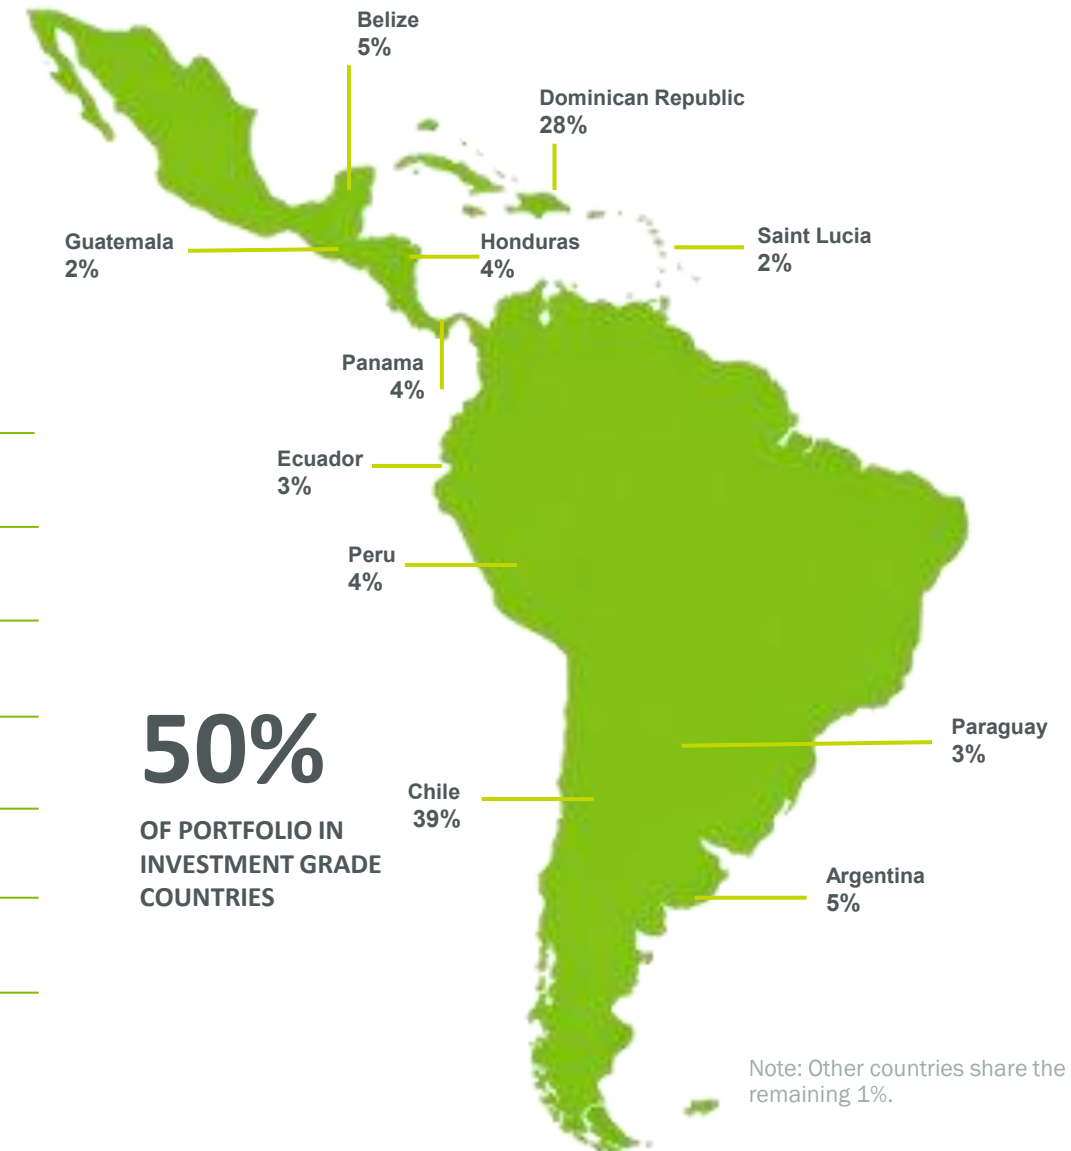 Belize
5%
Dominican Republic
28%
Guatemala
2%
Honduras
4%
Saint Lucia
2%
Panama
4%
Ecuador
3%
Peru
4%
50%
OF PORTFOLIO IN
INVESTMENT GRADE
COUNTRIES
Paraguay
3%
Chile
39%
Argentina
5%
Note: Other countries share the
remaining 1%.